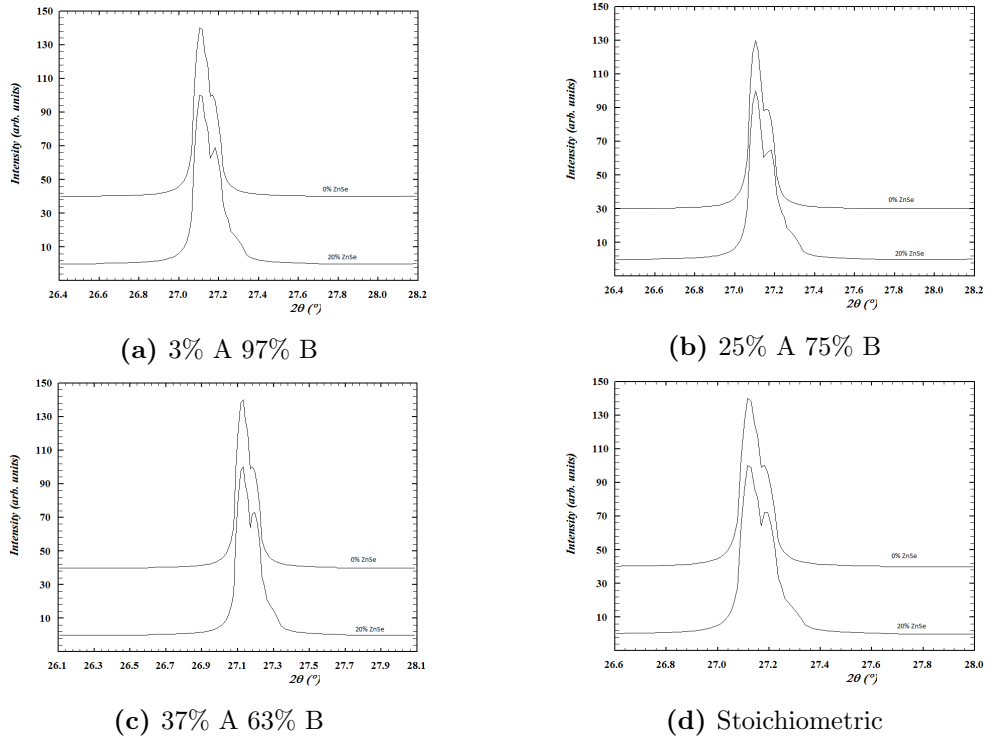 150
130
110
90
70
50
30
10
Intensity (arb. units)
0% ZnSe
20% ZnSe
26.4 26.6 26.8 27.0 27.2 27.4 27.6 27.8 28.0 28.2
2θ (°)
(a) 3% A 97% B
150
130
110
90
70
50
30
10
Intensity (arb. units)
0% ZnSe
20% ZnSe
26.4 26.6 26.8 27.0 27.2 27.4 27.6 27.8 28.0 28.2
2θ (°)
(b) 25% A 75% B
150
130
110
90
70
50
30
10
Intensity (arb. units)
0% ZnSe
20% ZnSe
26.1 26.3 26.5 26.7 26.9 27.1 27.3 27.5 27.7 27.9 28.1
2θ (°)
(c) 37% A 63% B
150
130
110
90
70
50
30
10
Intensity (arb. units)
0% ZnSe
20% ZnSe
26.6 26.8 27.0 27.2 27.4 27.6 27.8 28.0
2θ (°)
(d) Stoichiometric